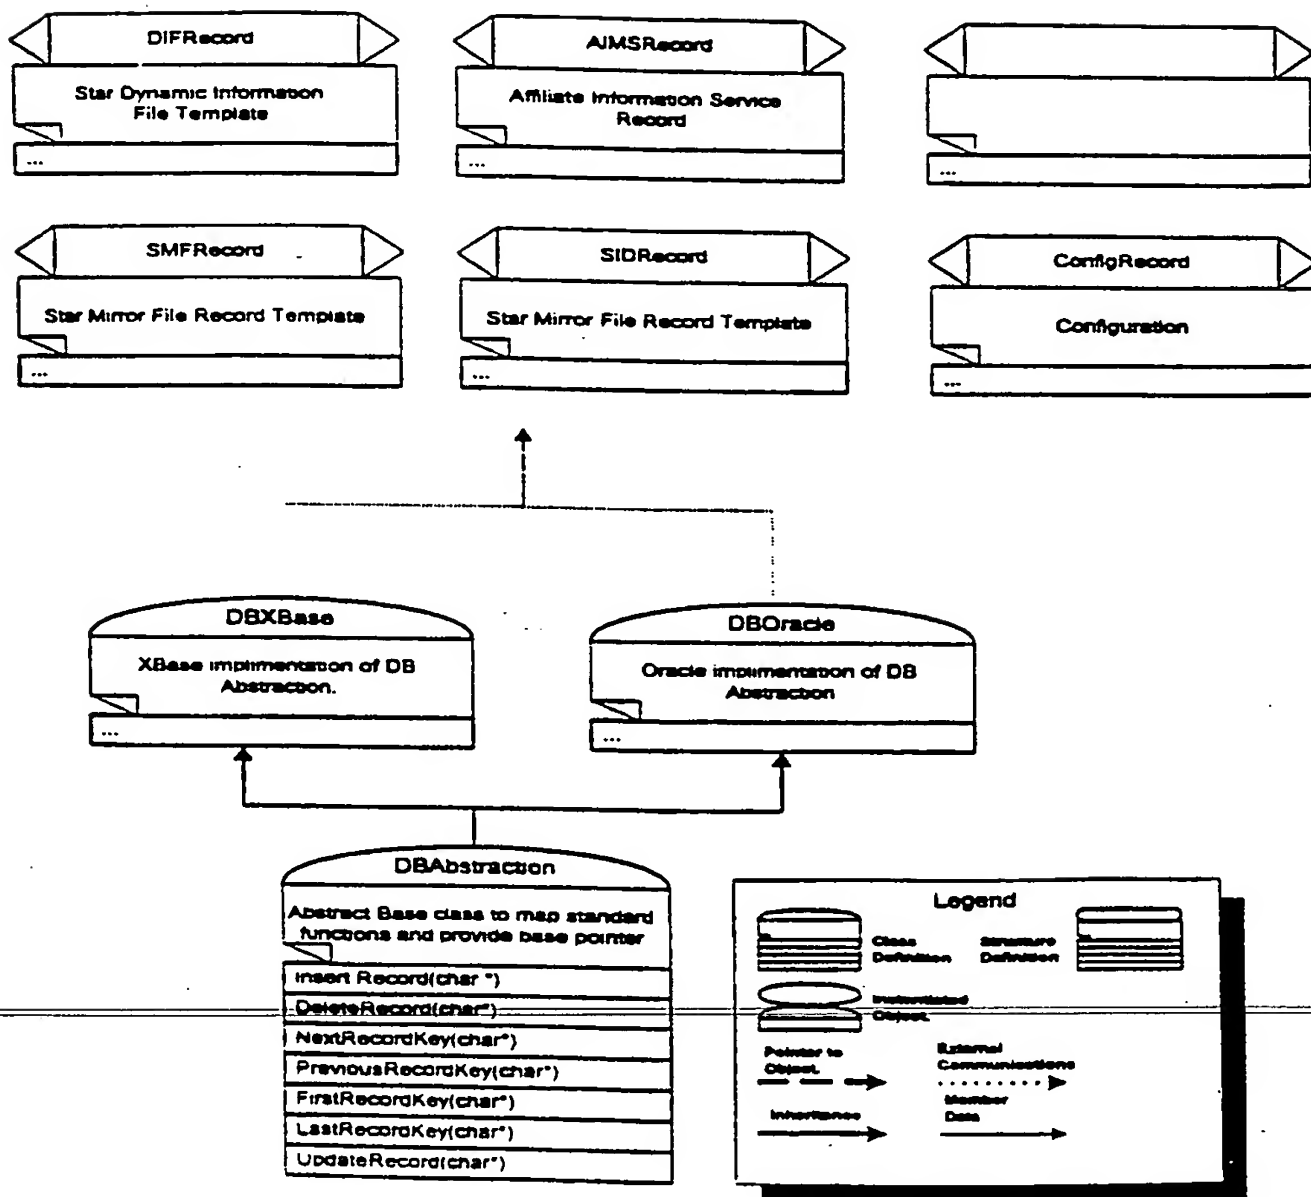 DIFRecord
Star Dynamic Information
File Template
...
AIMSRecord
Affiliate Information Service
Record
...
...
SMFRecord
Star Mirror File Record Template
...
SIDRecord
Star Mirror File Record Template
...
ConfigRecord
Configuration
...
DBXBase
XBase implimentation of DB
Abstraction.
...
DBOracle
Oracle implimentation of DB
Abstraction
...
DBAbstraction
Abstract Base class to map standard
functions and provide base pointer
Insert Record(char *)
DeleteRecord(char*)
NextRecordKey(char*)
PreviousRecordKey(char*)
FirstRecordKey(char*)
LastRecordKey(char*)
UpdateRecord(char*)
Legend
Class
Definition
Structure
Definition
Instantiated
Object.
Pointer to
Object.
External
Communications
Inheritance
Member
Data